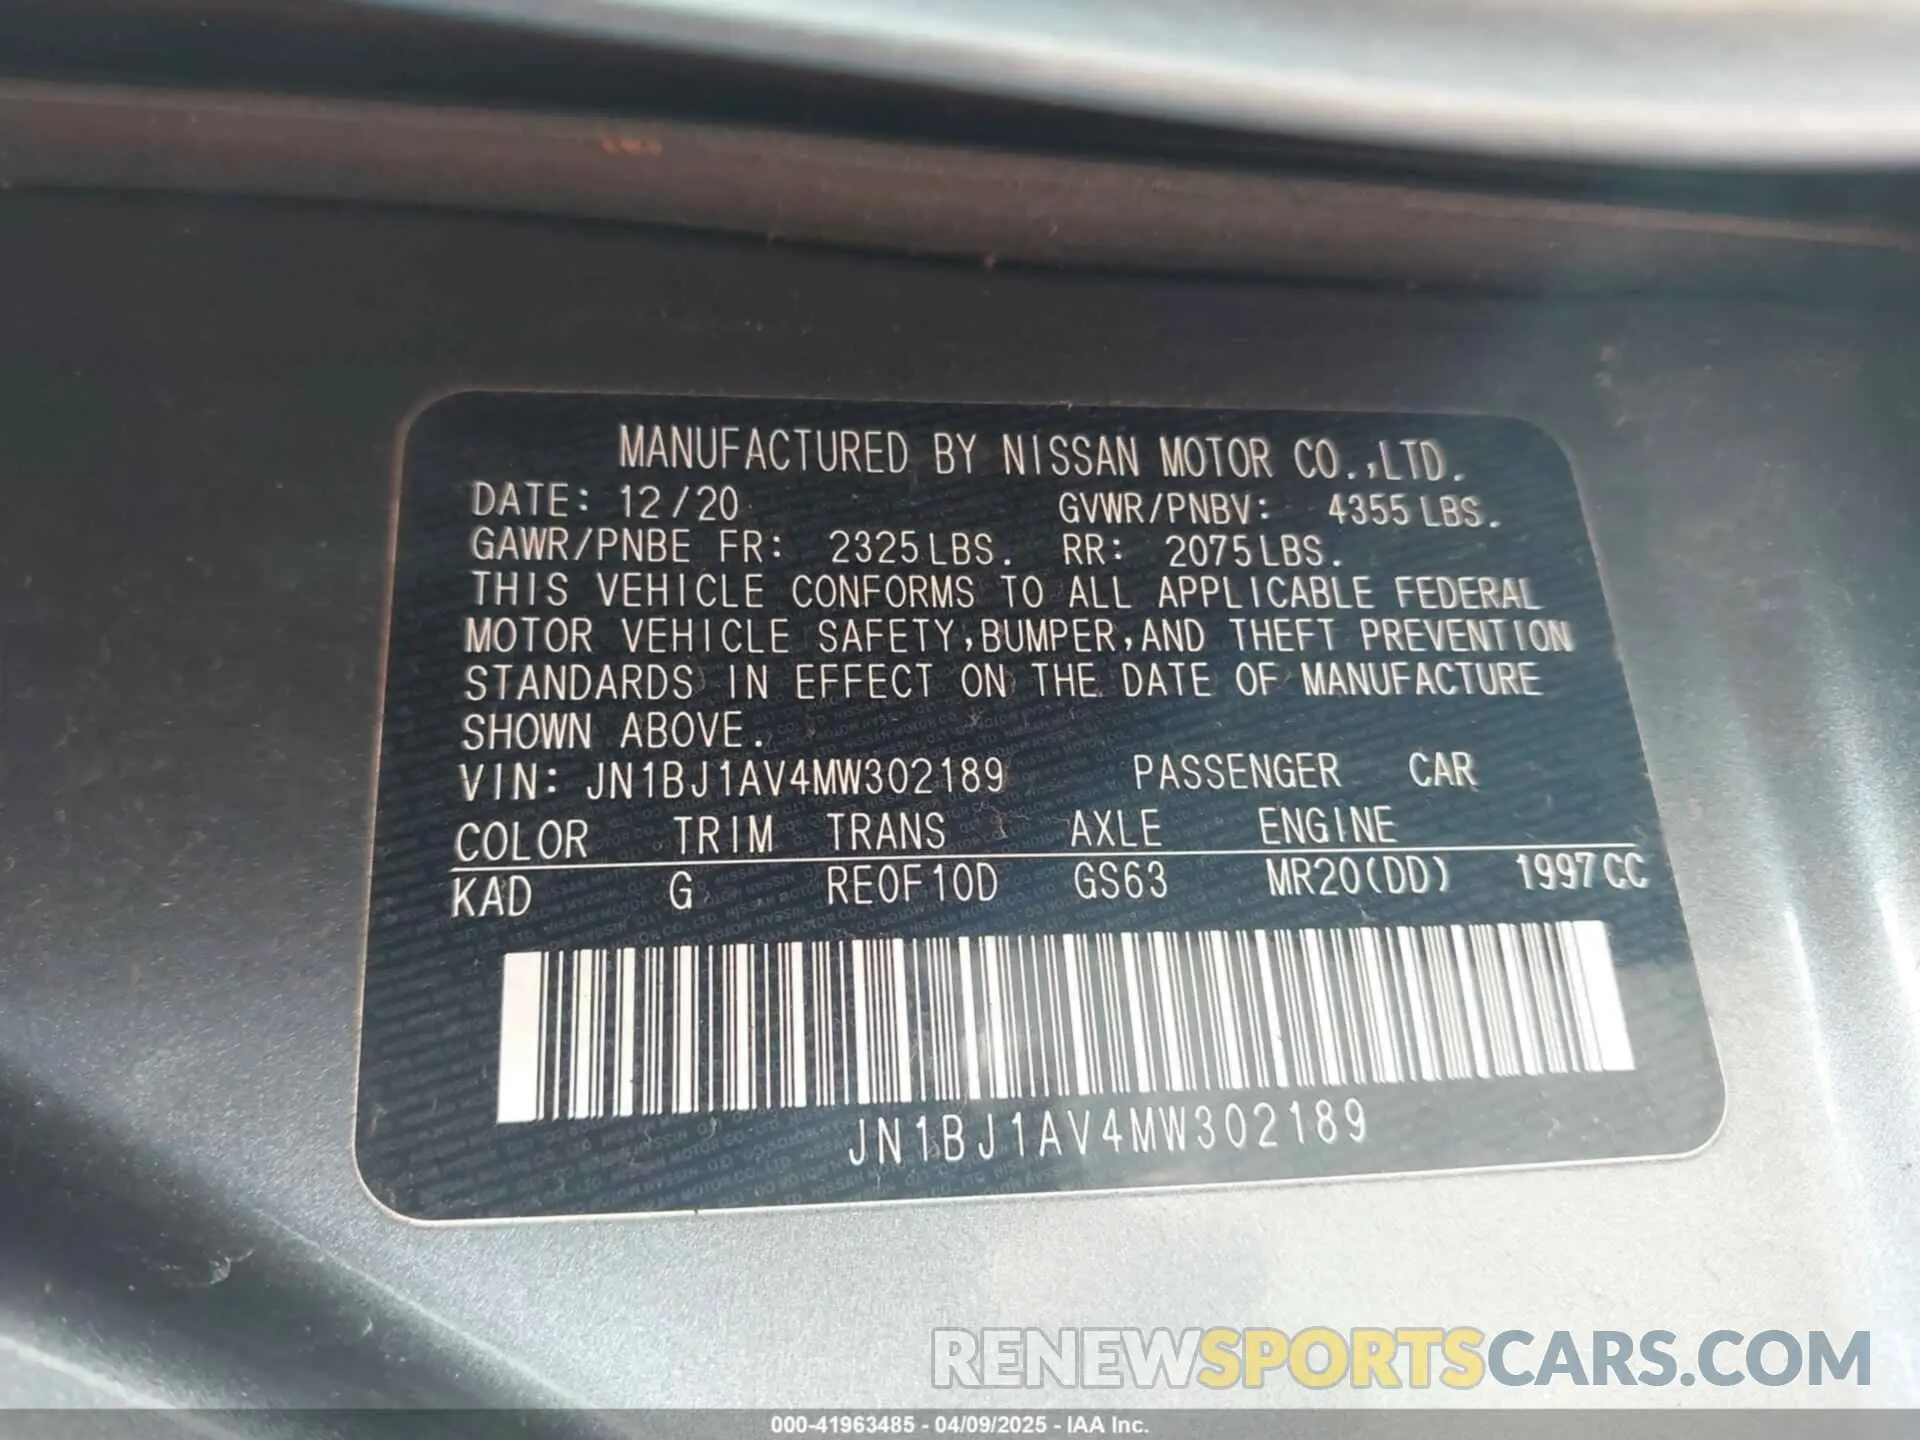 MANUFACTURED BY NISSAN MOTOR CO.,LTD.
DATE: 12/20 GVWR/PNBV: 4355 LBS.
GAWR/PNBE FR: 2325 LBS. RR: 2075 LBS.
THIS VEHICLE CONFORMS TO ALL APPLICABLE FEDERAL
MOTOR VEHICLE SAFETY,BUMPER,AND THEFT PREVENTION
STANDARDS IN EFFECT ON THE DATE OF MANUFACTURE
SHOWN ABOVE.
VIN: JN1BJ1AV4MW302189 PASSENGER CAR
COLOR TRIM TRANS AXLE ENGINE
KAD G RE0F10D GS63 MR20(DD) 1997CC
JN1BJ1AV4MW302189
RENEWSPORTSCARS.COM
000-41963485 - 04/09/2025 - IAA Inc.